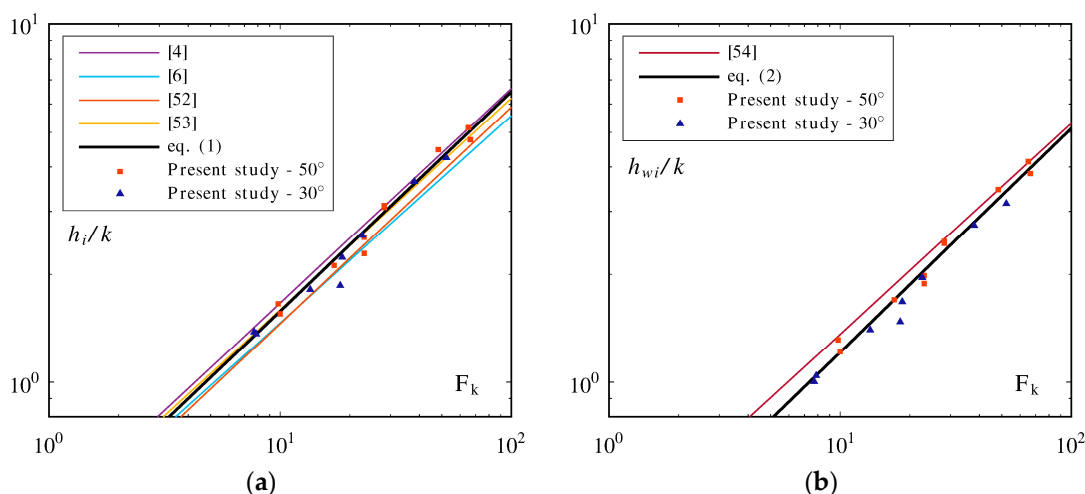 10^1
[4]
[6]
[52]
[53]
eq. (1)
Present study - 50°
Present study - 30°
h_i/k
10^0
F_k
10^0
10^1
10^2
(a)
10^1
[54]
eq. (2)
Present study - 50°
Present study - 30°
h_{wi}/k
10^0
F_k
10^0
10^1
10^2
(b)